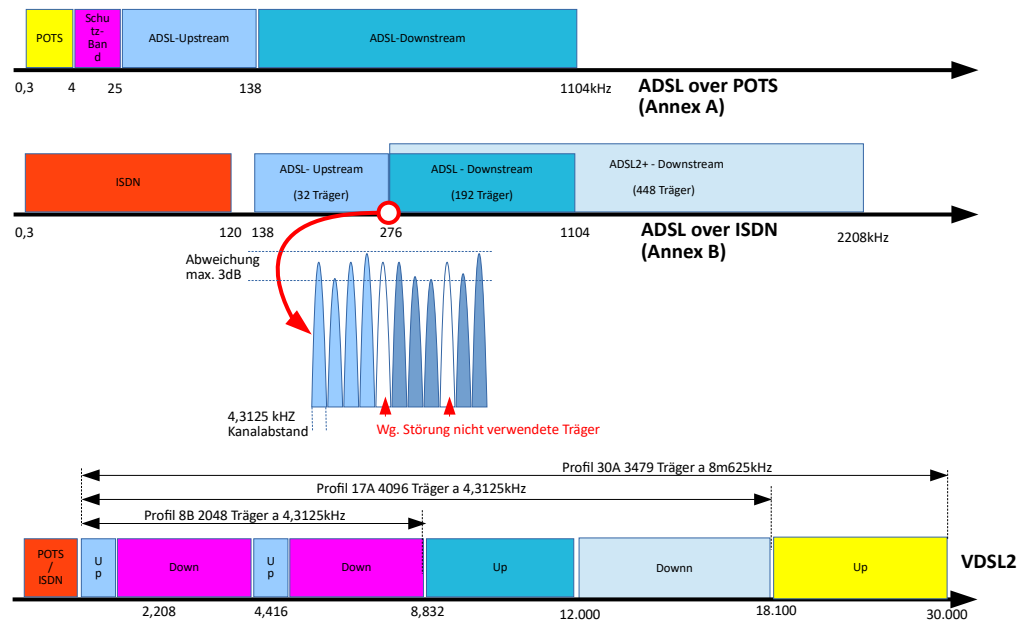 POTS
Schu
tz-
Ban
d
ADSL-Upstream
ADSL-Downstream
0,3
4
25
138
1104kHz
ADSL over POTS
(Annex A)
ISDN
ADSL- Upstream
(32 Träger)
ADSL - Downstream
(192 Träger)
ADSL2+ - Downstream
(448 Träger)
0,3
120
138
276
1104
ADSL over ISDN
(Annex B)
2208kHz
Abweichung
max. 3dB
4,3125 kHZ
Kanalabstand
Wg. Störung nicht verwendete Träger
Profil 30A 3479 Träger a 8m625kHz
Profil 17A 4096 Träger a 4,3125kHz
Profil 8B 2048 Träger a 4,3125kHz
POTS
/
ISDN
U
p
Down
U
p
Down
Up
Downn
Up
VDSL2
2,208
4,416
8,832
12.000
18.100
30.000